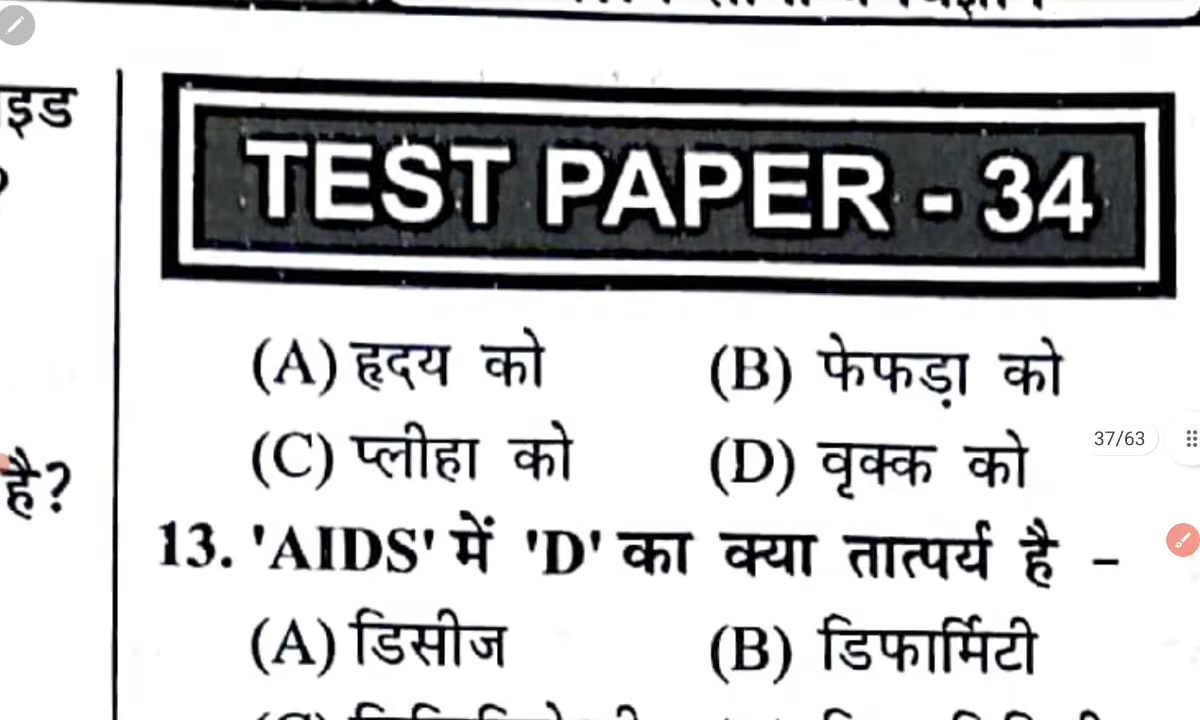 इड
TEST PAPER - 34
(A) हृदय को (B) फेफड़ा को
(C) प्लीहा को (D) वृक्क को
37/63
है?
13. 'AIDS' में 'D' का क्या तात्पर्य है -
(A) डिसीज (B) डिफार्मिटी